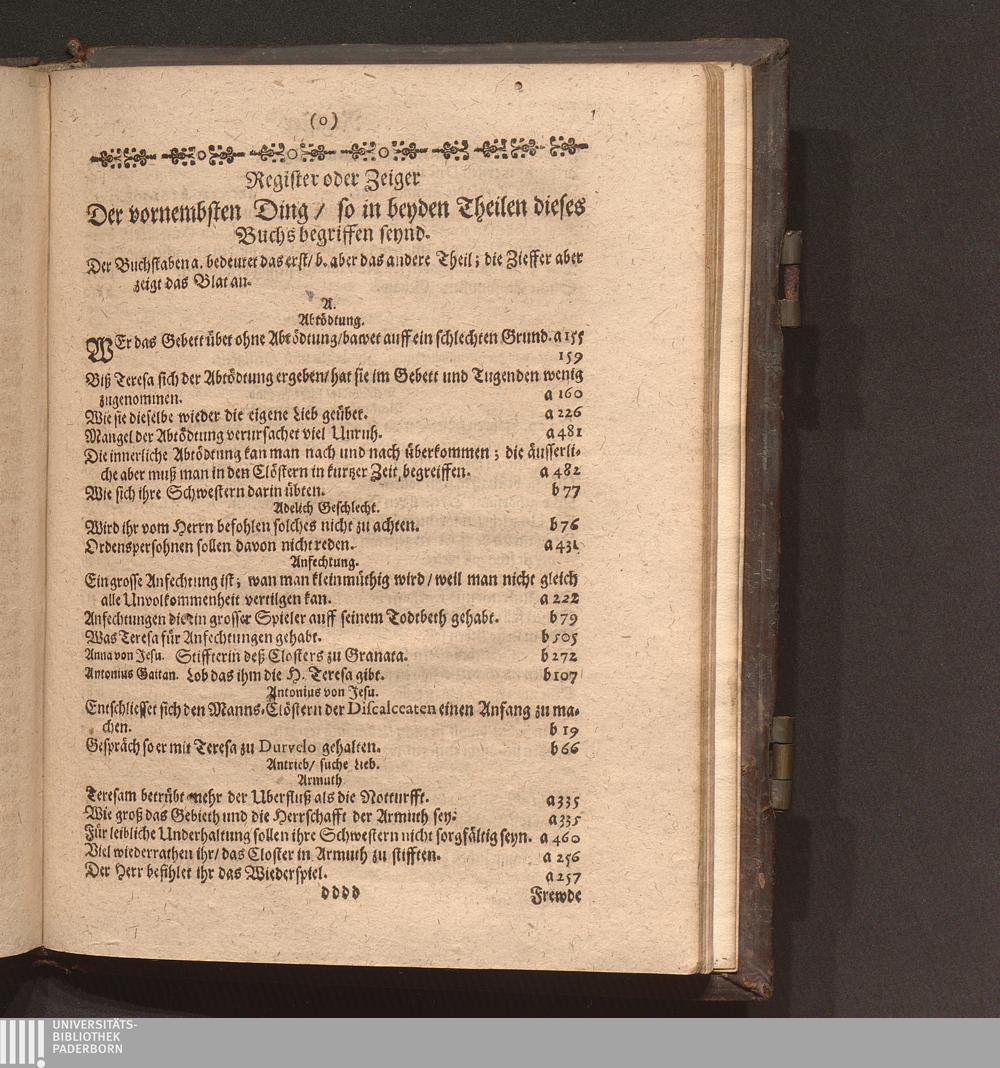 (o)
Register oder Zeiger
Der vornembsten Ding / so in beyden Theilen dieses
Buchs begriffen seynd.
Der Buchstaben a. bedeutet das erst / b. aber das andere Theil; die Zieffer aber
zeigt das Blat an.
A.
Abtödtung.
WEr das Gebett übet ohne Abtödtung / bawet auff ein schlechten Grund. a 155
159
Biß Teresa sich der Abtödtung ergeben / hat sie im Gebett und Tugenden wenig
zugenommen. a 160
Wie sie dieselbe wieder die eigene Lieb geübet. a 226
Mangel der Abtödtung verursachet viel Unruh. a 481
Die innerliche Abtödtung kan man nach und nach überkommen; die äusserli-
che aber muß man in den Clöstern in kurtzer Zeit begreiffen. a 482
Wie sich ihre Schwestern darin übten. b 77
Adelich Geschlecht.
Wird ihr vom Herrn befohlen solches nicht zu achten. b 76
Ordenspersohnen sollen davon nicht reden. a 431
Anfechtung.
Ein grosse Anfechtung ist; wan man kleinmüthig wird / weil man nicht gleich
alle Unvolkommenheit vertilgen kan. a 222
Anfechtungen die ein grosser Spieler auff seinem Todtbeth gehabt. b 79
Was Teresa für Anfechtungen gehabt. b 505
Anna von Jesu. Stiffterin deß Closters zu Granata. b 272
Antonius Gaitan. Lob das ihm die H. Teresa gibt. b 107
Antonius von Jesu.
Entschliesset sich den Manns-Clöstern der Discalceaten einen Anfang zu ma-
chen. b 19
Gespräch so er mit Teresa zu Durvelo gehalten. b 66
Antrieb / suche Lieb.
Armuth
Teresam betrübt mehr der Uberfluß als die Notturfft. a 335
Wie groß das Gebieth und die Herrschafft der Armuth sey: a 335
Für leibliche Underhaltung sollen ihre Schwestern nicht sorgfältig seyn. a 460
Viel wiederrathen ihr / das Closter in Armuth zu stifften. a 256
Der Herr befihlet ihr das Wiederspiel. a 257
dddd Frewde
UNIVERSITÄTS-
BIBLIOTHEK
PADERBORN